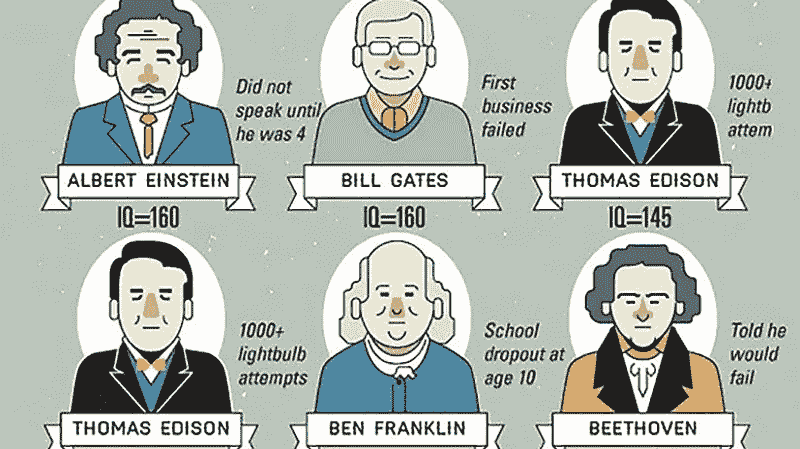 Did not
speak until
he was 4
ALBERT EINSTEIN
IQ=160
First
business
failed
BILL GATES
IQ=160
1000+
lightb
attem
THOMAS EDISON
IQ=145
1000+
lightbulb
attempts
THOMAS EDISON
School
dropout at
age 10
BEN FRANKLIN
Told he
would
fail
BEETHOVEN